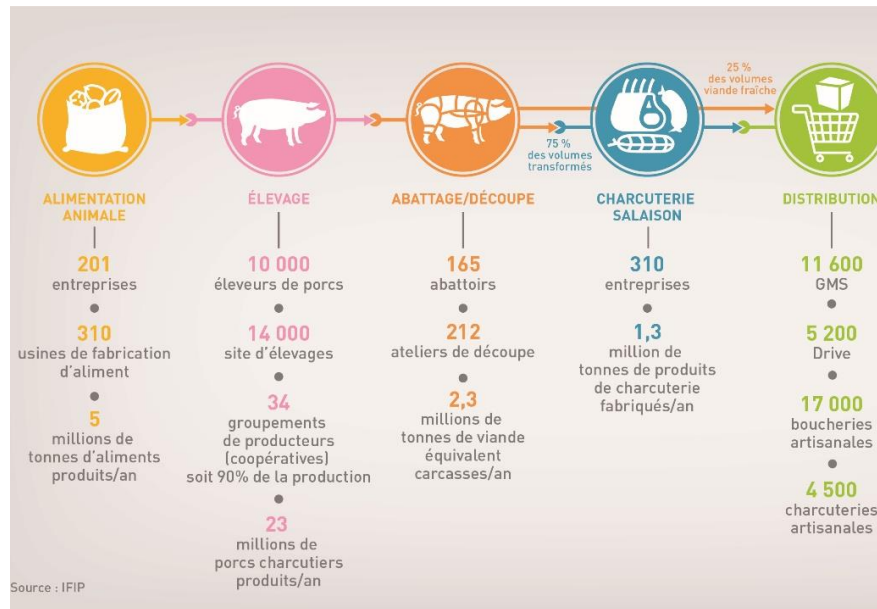 25 %
des volumes
viande fraîche
75 %
des volumes
transformés
ALIMENTATION
ANIMALE
201
entreprises
310
usines de fabrication
d'aliment
5
millions de
tonnes d'aliments
produits/an
ÉLEVAGE
10 000
éleveurs de porcs
14 000
site d'élevages
34
groupements
de producteurs
(coopératives)
soit 90% de la production
23
millions de
porcs charcutiers
produits/an
ABATTAGE/DÉCOUPE
165
abattoirs
212
ateliers de découpe
2,3
millions de
tonnes de viande
équivalent
carcasses/an
CHARCUTERIE
SALAISON
310
entreprises
1,3
million de
tonnes de produits
de charcuterie
fabriqués/an
DISTRIBUTION
11 600
GMS
5 200
Drive
17 000
boucheries
artisanales
4 500
charcuteries
artisanales
Source : IFIP